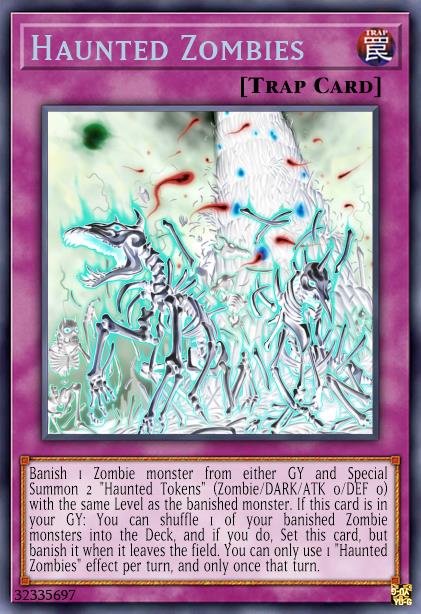 Haunted Zombies
TRAP
罠
[Trap Card]
Banish 1 Zombie monster from either GY and Special
Summon 2 "Haunted Tokens" (Zombie/DARK/ATK 0/DEF 0)
with the same Level as the banished monster. If this card is in
your GY: You can shuffle 1 of your banished Zombie
monsters into the Deck, and if you do, Set this card, but
banish it when it leaves the field. You can only use 1 "Haunted
Zombies" effect per turn, and only once that turn.
32335697